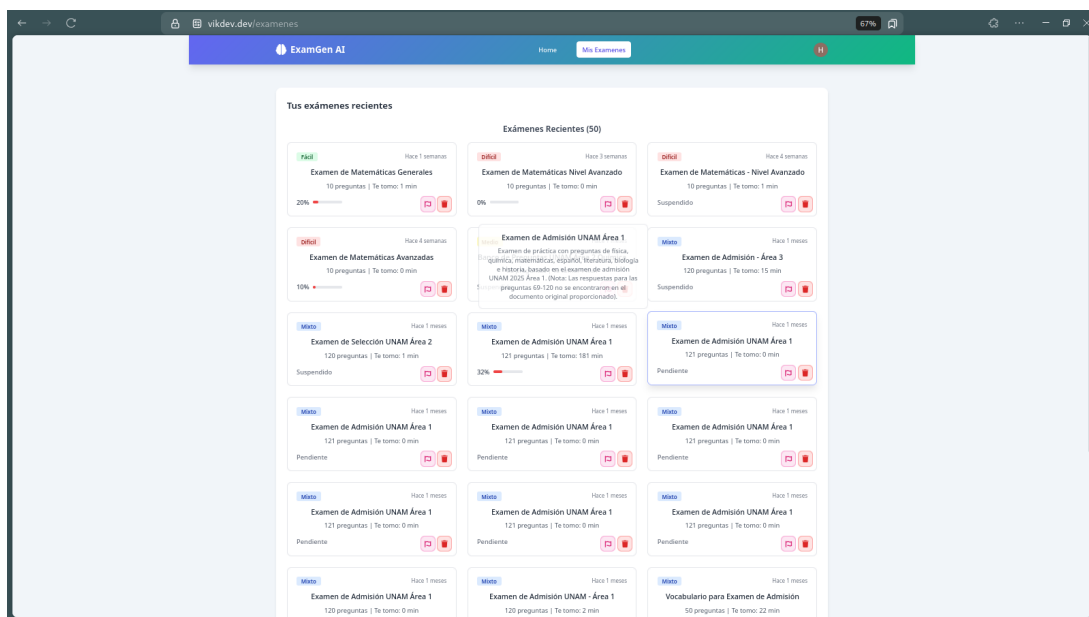 vikdev.dev/examenes
67%
ExamGen AI
Home
Mis Examenes
H
Tus exámenes recientes
Exámenes Recientes (50)
Fácil
Hace 1 semanas
Examen de Matemáticas Generales
10 preguntas | Te tomo: 1 min
20%
Difícil
Hace 3 semanas
Examen de Matemáticas Nivel Avanzado
10 preguntas | Te tomo: 0 min
0%
Difícil
Hace 4 semanas
Examen de Matemáticas - Nivel Avanzado
10 preguntas | Te tomo: 1 min
Suspendido
Difícil
Hace 4 semanas
Examen de Matemáticas Avanzadas
10 preguntas | Te tomo: 0 min
10%
Examen de Admisión UNAM Área 1
Examen de práctica con preguntas de física,
química, matemáticas, español, literatura, biología
e historia, basado en el examen de admisión
UNAM 2025 Área 1. (Nota: Las respuestas para las
preguntas 69-120 no se encontraron en el
documento original proporcionado).
Mixto
Hace 1 meses
Examen de Admisión - Área 3
120 preguntas | Te tomo: 15 min
Suspendido
Mixto
Hace 1 meses
Examen de Selección UNAM Área 2
120 preguntas | Te tomo: 1 min
Suspendido
Mixto
Hace 1 meses
Examen de Admisión UNAM Área 1
121 preguntas | Te tomo: 181 min
32%
Mixto
Hace 1 meses
Examen de Admisión UNAM Área 1
121 preguntas | Te tomo: 0 min
Pendiente
Mixto
Hace 1 meses
Examen de Admisión UNAM Área 1
121 preguntas | Te tomo: 0 min
Pendiente
Mixto
Hace 1 meses
Examen de Admisión UNAM Área 1
121 preguntas | Te tomo: 0 min
Pendiente
Mixto
Hace 1 meses
Examen de Admisión UNAM Área 1
121 preguntas | Te tomo: 0 min
Pendiente
Mixto
Hace 1 meses
Examen de Admisión UNAM Área 1
121 preguntas | Te tomo: 0 min
Pendiente
Mixto
Hace 1 meses
Examen de Admisión UNAM Área 1
121 preguntas | Te tomo: 0 min
Pendiente
Mixto
Hace 1 meses
Examen de Admisión UNAM Área 1
121 preguntas | Te tomo: 0 min
Pendiente
Mixto
Hace 1 meses
Examen de Admisión UNAM Área 1
120 preguntas | Te tomo: 0 min
Mixto
Hace 1 meses
Examen de Admisión UNAM - Área 1
120 preguntas | Te tomo: 2 min
Mixto
Hace 1 meses
Vocabulario para Examen de Admisión
50 preguntas | Te tomo: 22 min